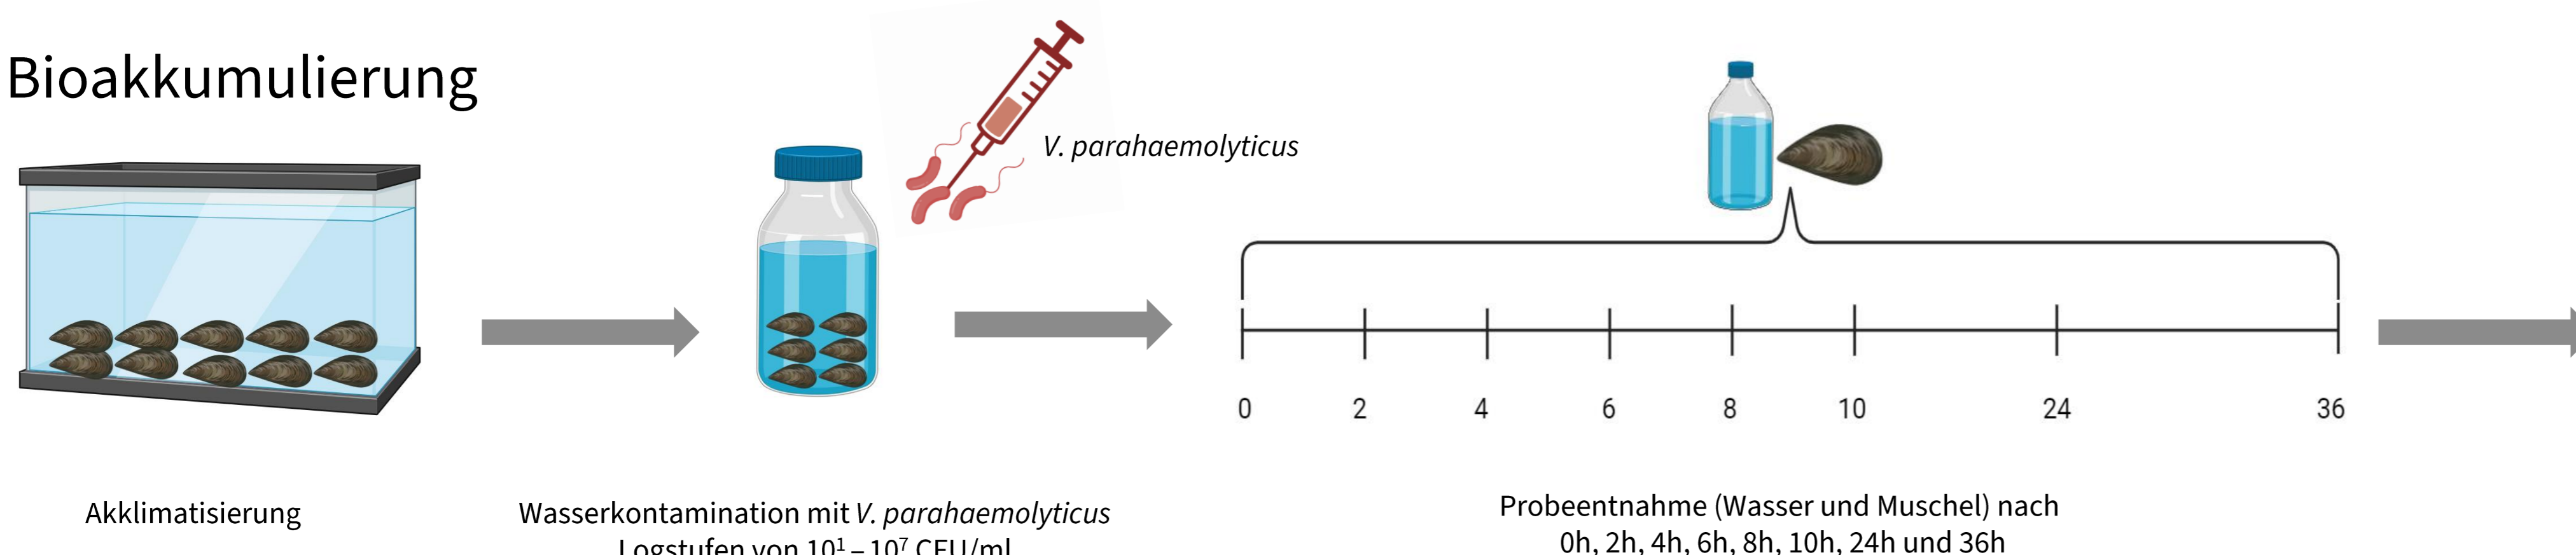 Bioakkumulierung
V. parahaemolyticus
0 2 4 6 8 10 24 36
Akklimatisierung
Wasserkontamination mit V. parahaemolyticus
Logstufen von 10¹ – 10⁷ CFU/ml
Probeentnahme (Wasser und Muschel) nach
0h, 2h, 4h, 6h, 8h, 10h, 24h und 36h